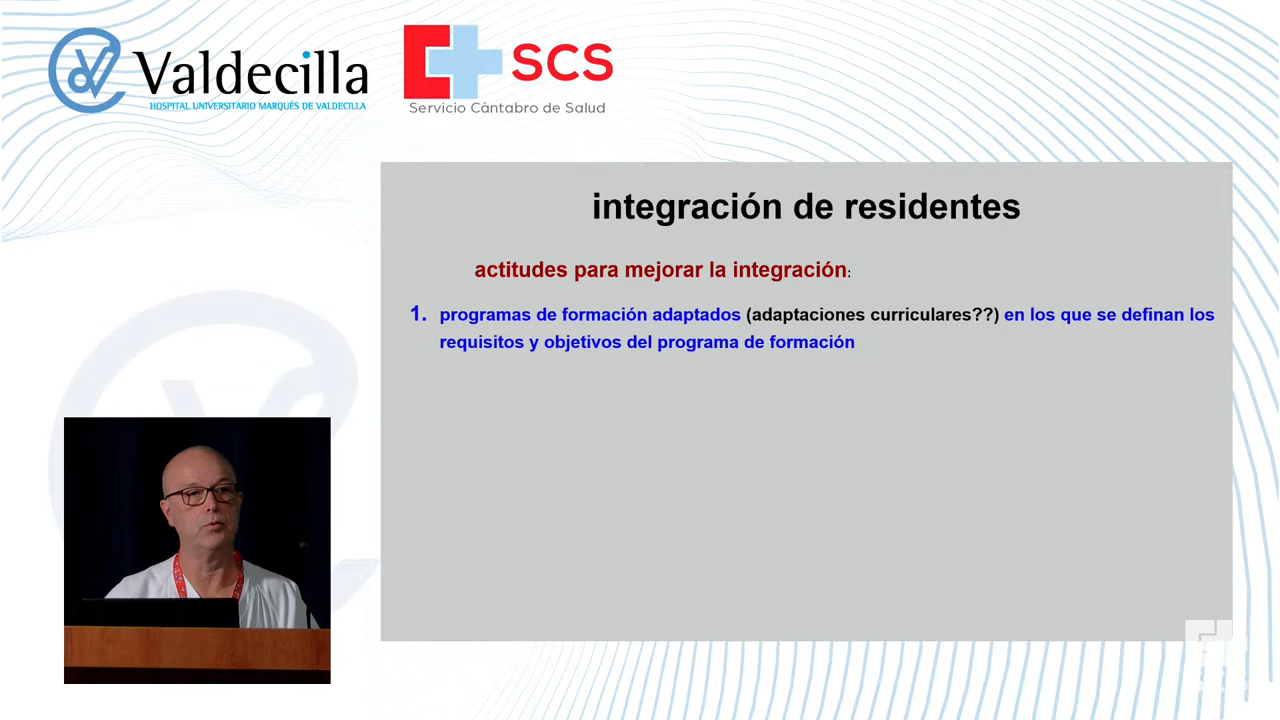 Valdecilla
HOSPITAL UNIVERSITARIO MARQUÉS DE VALDECILLA
SCS
Servicio Cántabro de Salud
integración de residentes
actitudes para mejorar la integración:
1. programas de formación adaptados (adaptaciones curriculares??) en los que se definan los
requisitos y objetivos del programa de formación